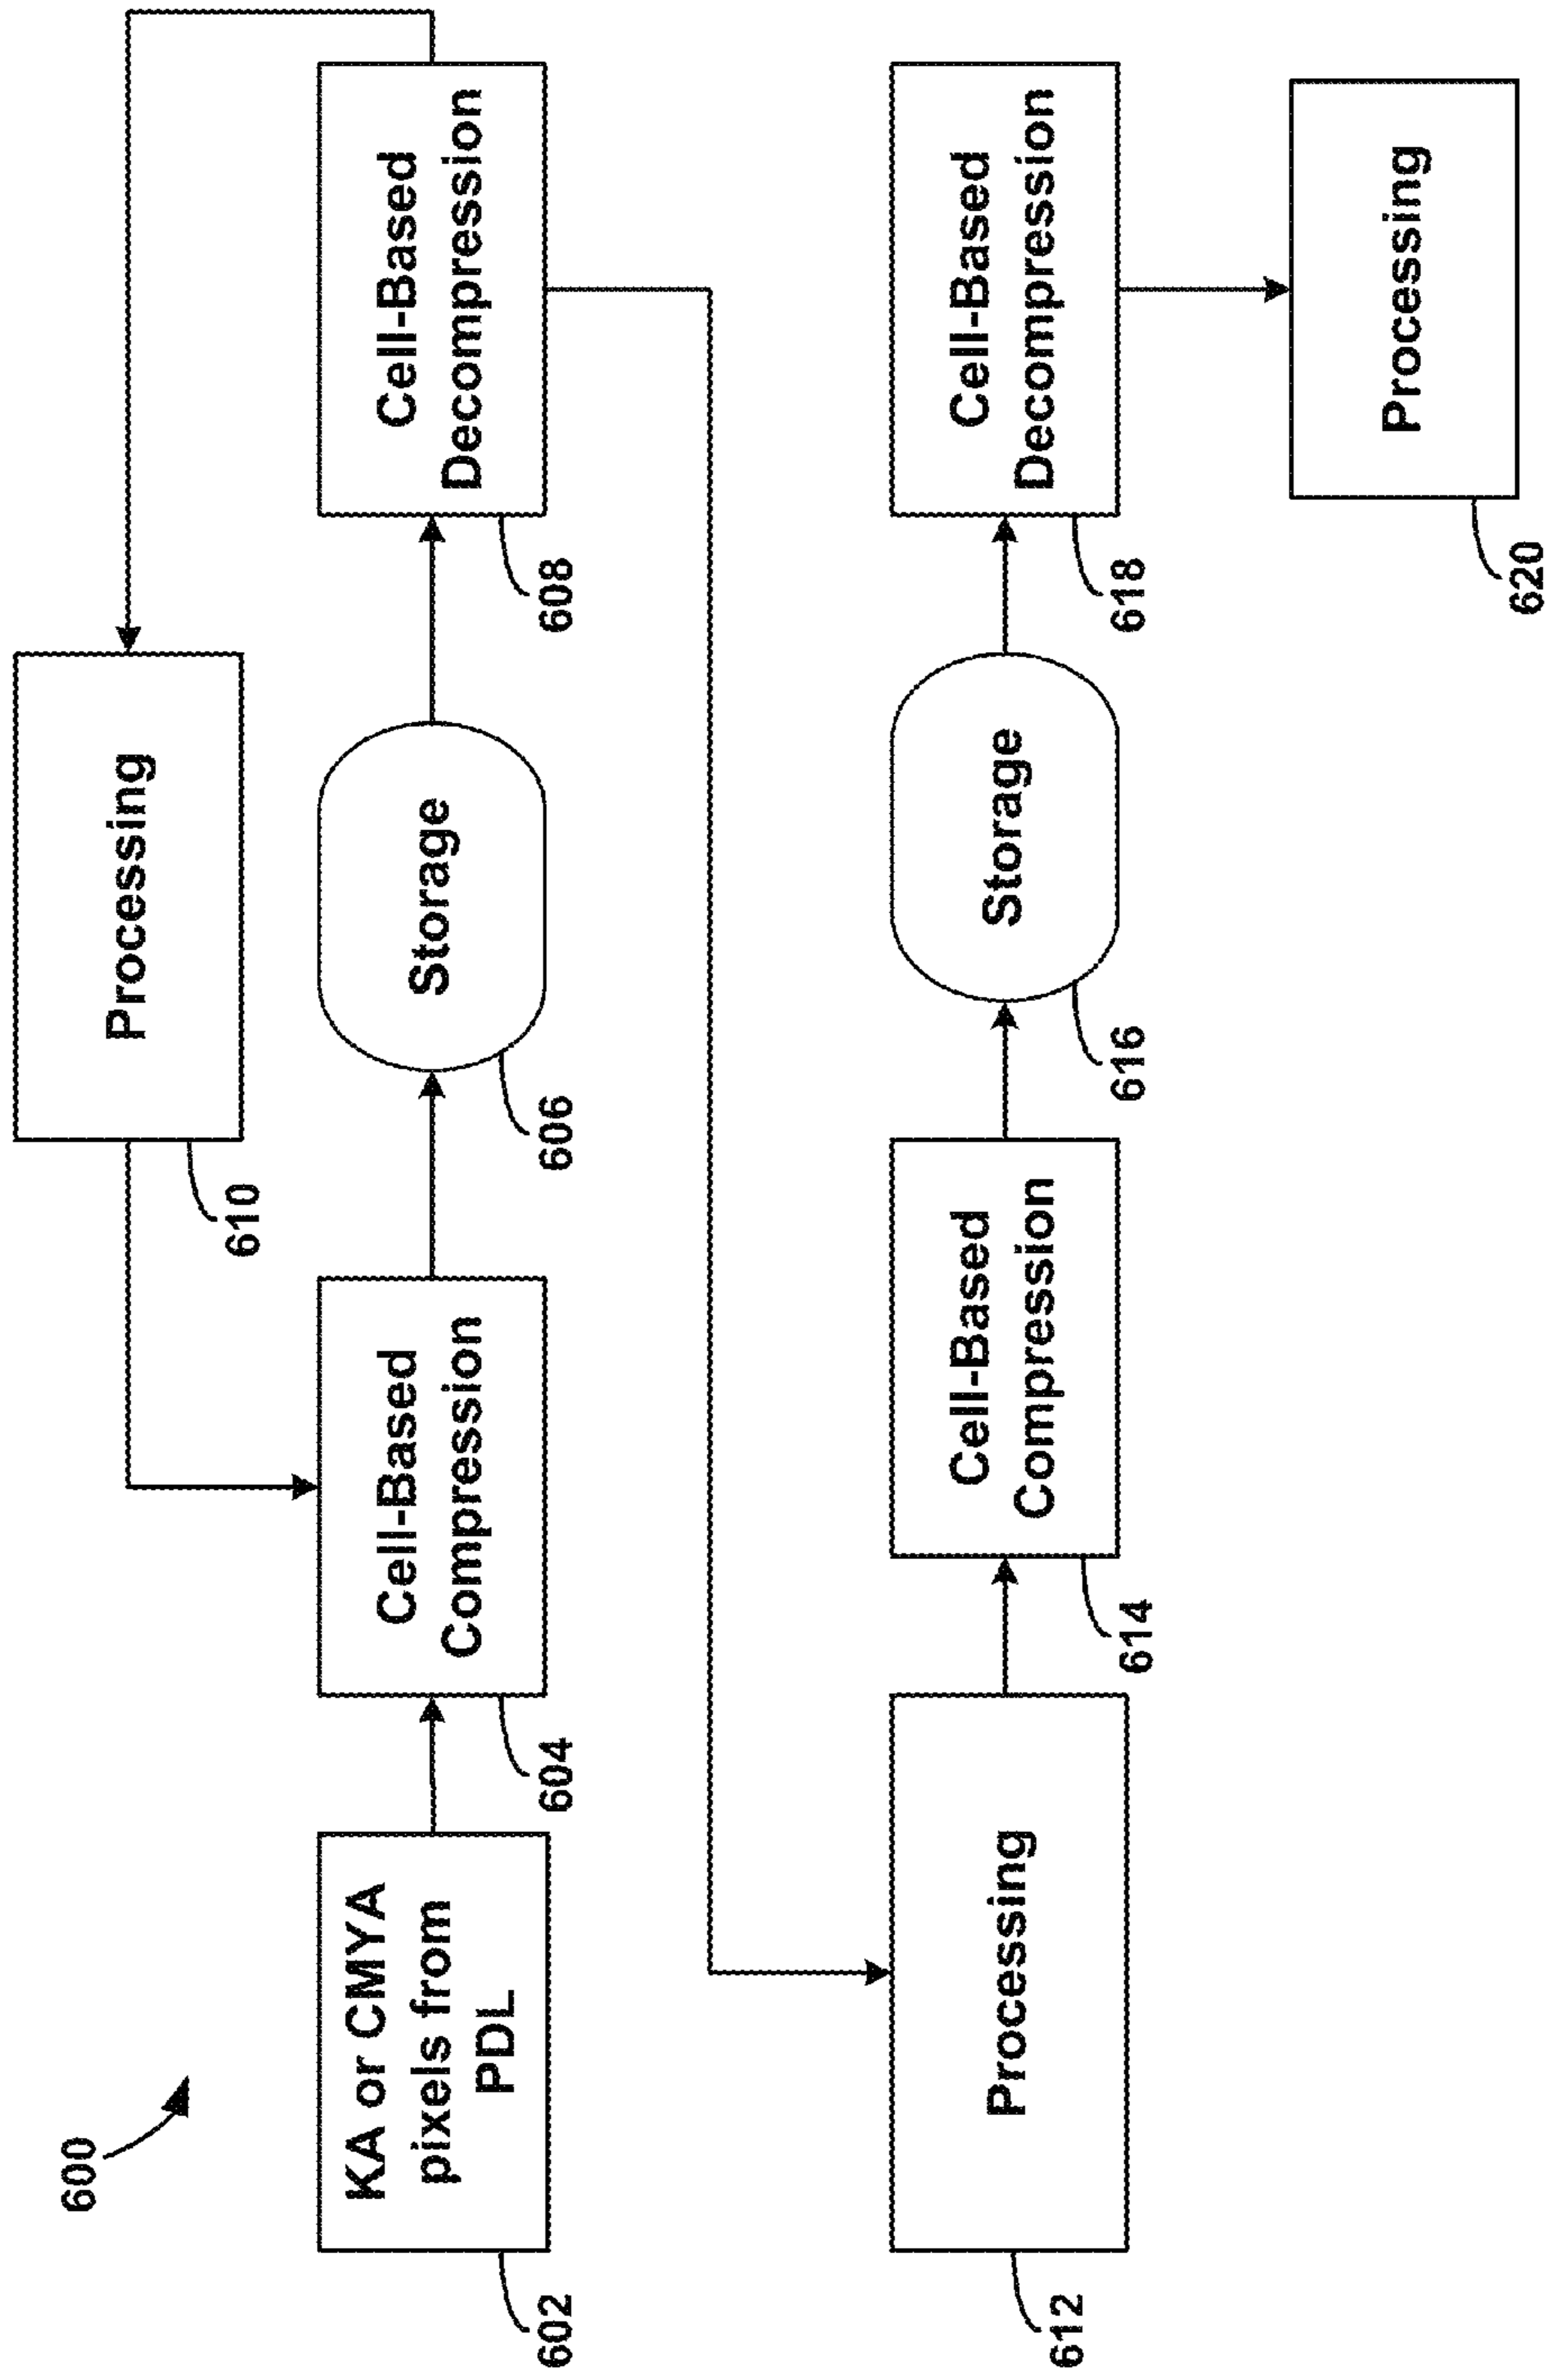 600
Processing
610
KA or CMYA
pixels from
PDL
602
Cell-Based
Compression
604
Storage
606
Cell-Based
Decompression
608
Processing
612
Cell-Based
Compression
614
Storage
616
Cell-Based
Decompression
618
Processing
620